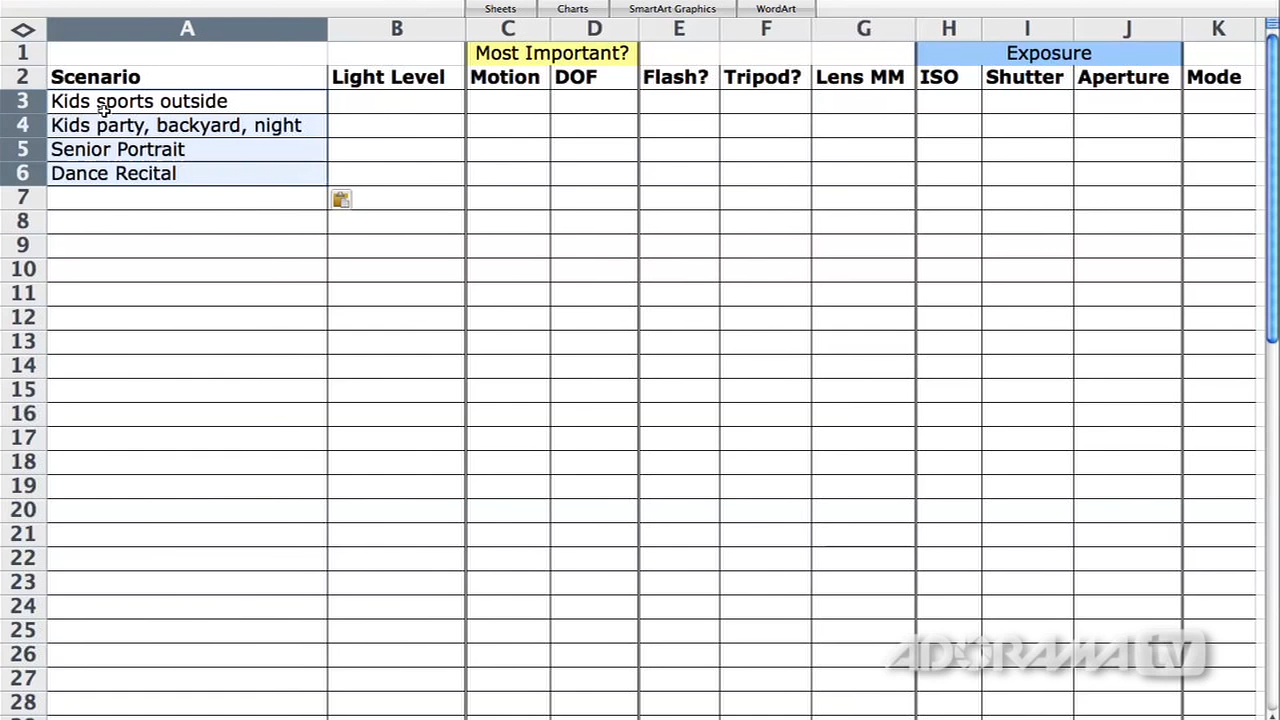 Sheets Charts SmartArt Graphics WordArt
A B C D E F G H I J K
1 Most Important? Exposure
2 Scenario Light Level Motion DOF Flash? Tripod? Lens MM ISO Shutter Aperture Mode
3 Kids sports outside
4 Kids party, backyard, night
5 Senior Portrait
6 Dance Recital
7
8
9
10
11
12
13
14
15
16
17
18
19
20
21
22
23
24
25
26
27
28
ADORAMA tv